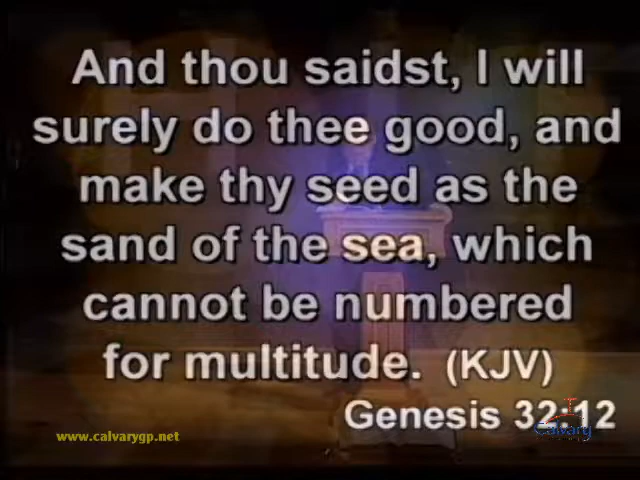 And thou saidst, I will
surely do thee good, and
make thy seed as the
sand of the sea, which
cannot be numbered
for multitude. (KJV)
Genesis 32:12
www.calvarygp.net
Calvary